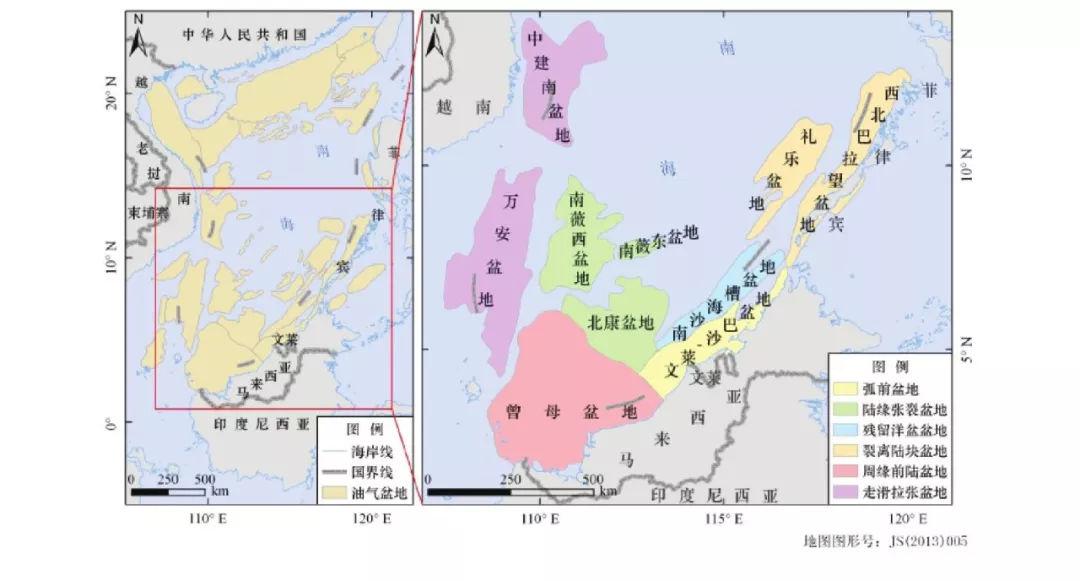 N
中华人民共和国
越
老挝
南
柬埔寨
南
海
菲
律
宾
文莱
马来西亚
印度尼西亚
20° N
10° N
0°
110° E
120° E
0 250 500
km
图 例
海岸线
国界线
油气盆地
N
越 南
南
海
中建南盆地
万安盆地
南薇西盆地
南薇东盆地
北康盆地
曾母盆地
礼乐盆地
西北巴拉望盆地
南沙海槽盆地
文莱-沙巴盆地
菲
律
宾
文莱
马来西亚
印度尼西亚
10° N
5° N
110° E
115° E
120° E
0 250 500
km
图 例
弧前盆地
陆缘张裂盆地
残留洋盆盆地
裂离陆块盆地
周缘前陆盆地
走滑拉张盆地
地图图形号：JS(2013)005